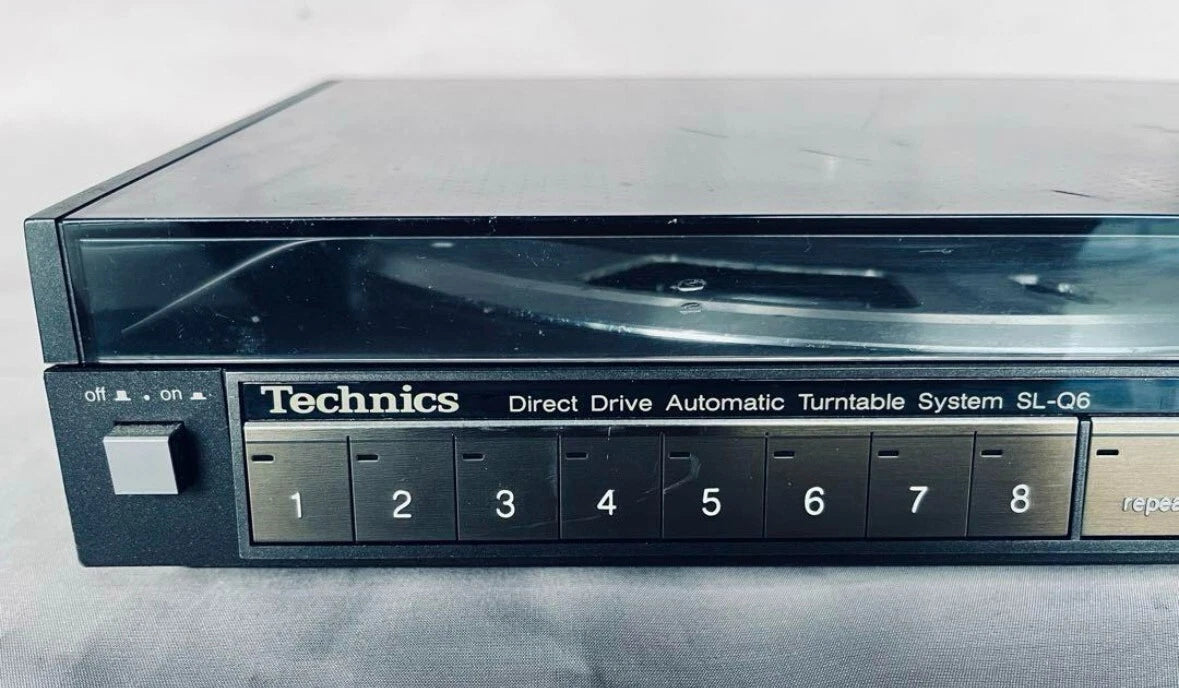 off . on
Technics Direct Drive Automatic Turntable System SL-Q6
1 2 3 4 5 6 7 8